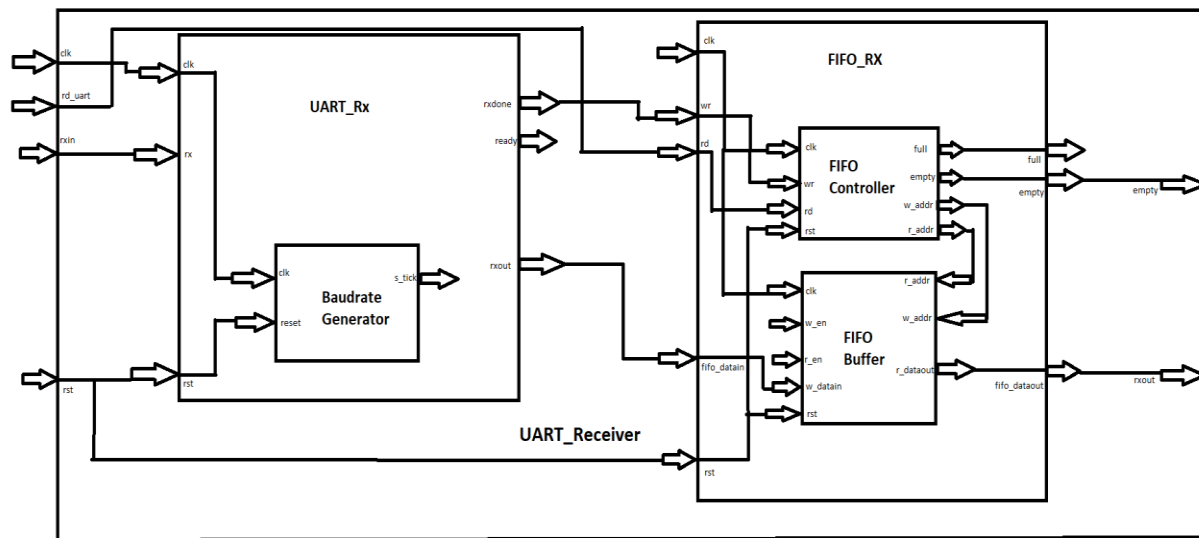 clk
rd_uart
rxin
rst
UART_Rx
clk
rx
rst
rxdone
ready
rxout
clk
reset
s_tick
Baudrate
Generator
UART_Receiver
FIFO_RX
clk
wr
rd
fifo_datain
rst
clk
wr
rd
rst
FIFO
Controller
full
empty
w_addr
r_addr
clk
w_en
r_en
w_datain
rst
FIFO
Buffer
r_addr
w_addr
r_dataout
full
empty
fifo_dataout
empty
rxout